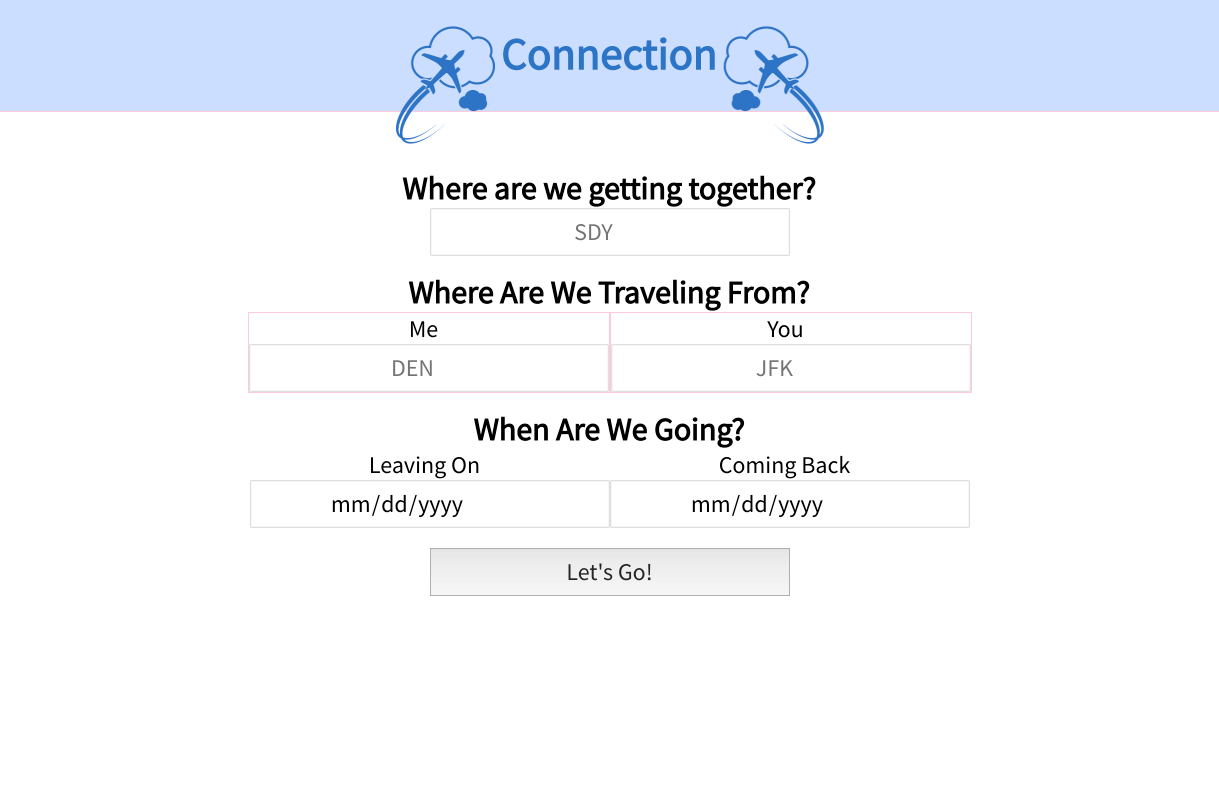 Connection
Where are we getting together?
SDY
Where Are We Traveling From?
Me You
DEN JFK
When Are We Going?
Leaving On Coming Back
mm/dd/yyyy mm/dd/yyyy
Let's Go!